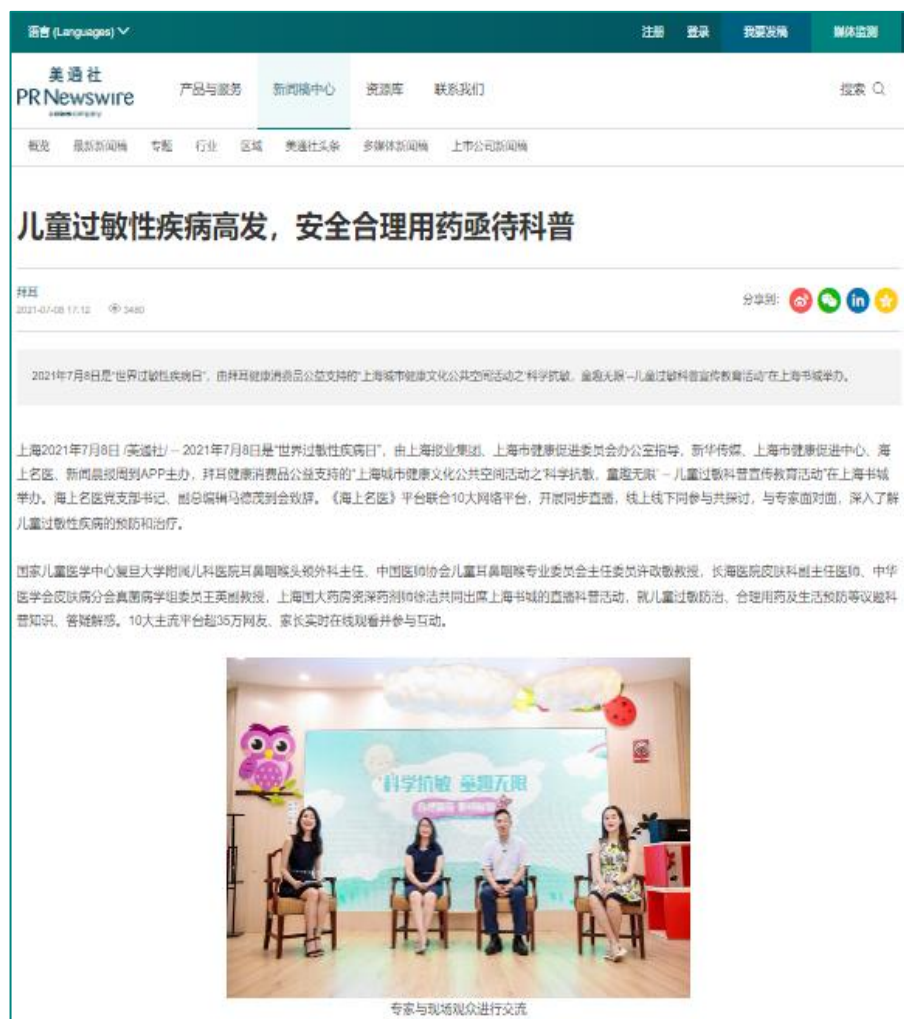 语言 (Languages)
注册 登录 我要发稿 媒体监测
美通社
PR Newswire
产品与服务 新闻稿中心 资源库 联系我们
搜索
概览 最新新闻稿 专题 行业 区域 美通社头条 多媒体新闻稿 上市公司新闻稿
儿童过敏性疾病高发，安全合理用药亟待科普
拜耳
2021-07-08 17:12 3480
分享到:
2021年7月8日是"世界过敏性疾病日"，由拜耳健康消费品公益支持的"上海城市健康文化公共空间活动之'科学抗敏，童趣无限'--儿童过敏科普宣传教育活动"在上海书城举办。
上海2021年7月8日 /美通社/ -- 2021年7月8日是"世界过敏性疾病日"，由上海报业集团、上海市健康促进委员会办公室指导，新华传媒、上海市健康促进中心、海
上名医、新闻晨报周到APP主办，拜耳健康消费品公益支持的"上海城市健康文化公共空间活动之'科学抗敏，童趣无限' -- 儿童过敏科普宣传教育活动"在上海书城
举办。海上名医党支部书记、副总编辑马德茂到会致辞。《海上名医》平台联合10大网络平台，开展同步直播，线上线下同参与共探讨，与专家面对面，深入了解
儿童过敏性疾病的预防和治疗。
国家儿童医学中心复旦大学附属儿科医院耳鼻咽喉头颈外科主任、中国医师协会儿童耳鼻咽喉专业委员会主任委员许政敏教授，长海医院皮肤科副主任医师、中华
医学会皮肤病分会真菌病学组委员王英副教授，上海国大药房资深药剂师徐洁共同出席上海书城的直播科普活动，就儿童过敏防治、合理用药及生活预防等议题科
普知识、答疑解惑。10大主流平台超35万网友、家长实时在线观看并参与互动。
科学抗敏 童趣无限
专家与现场观众进行交流